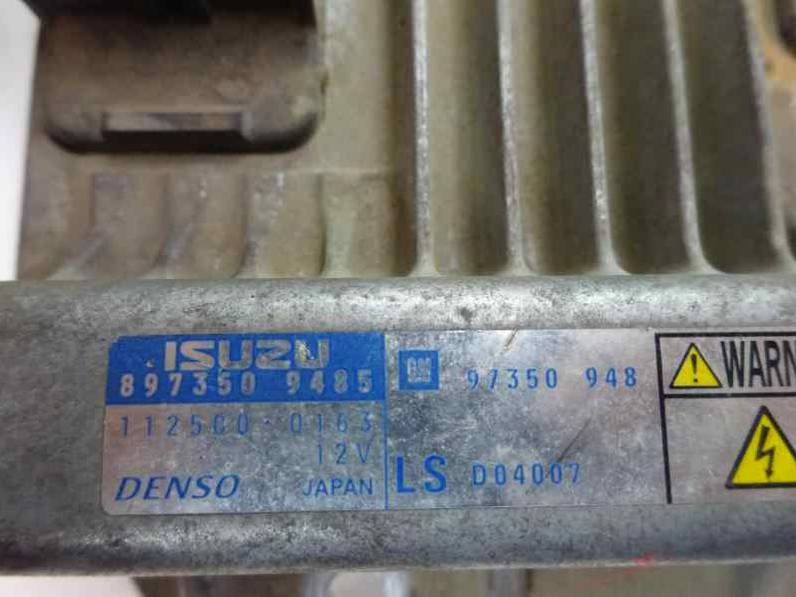 ISUZU
897350 9485
112500-0163
12V
DENSO JAPAN
GM 97350 948
LS D04007
WARN